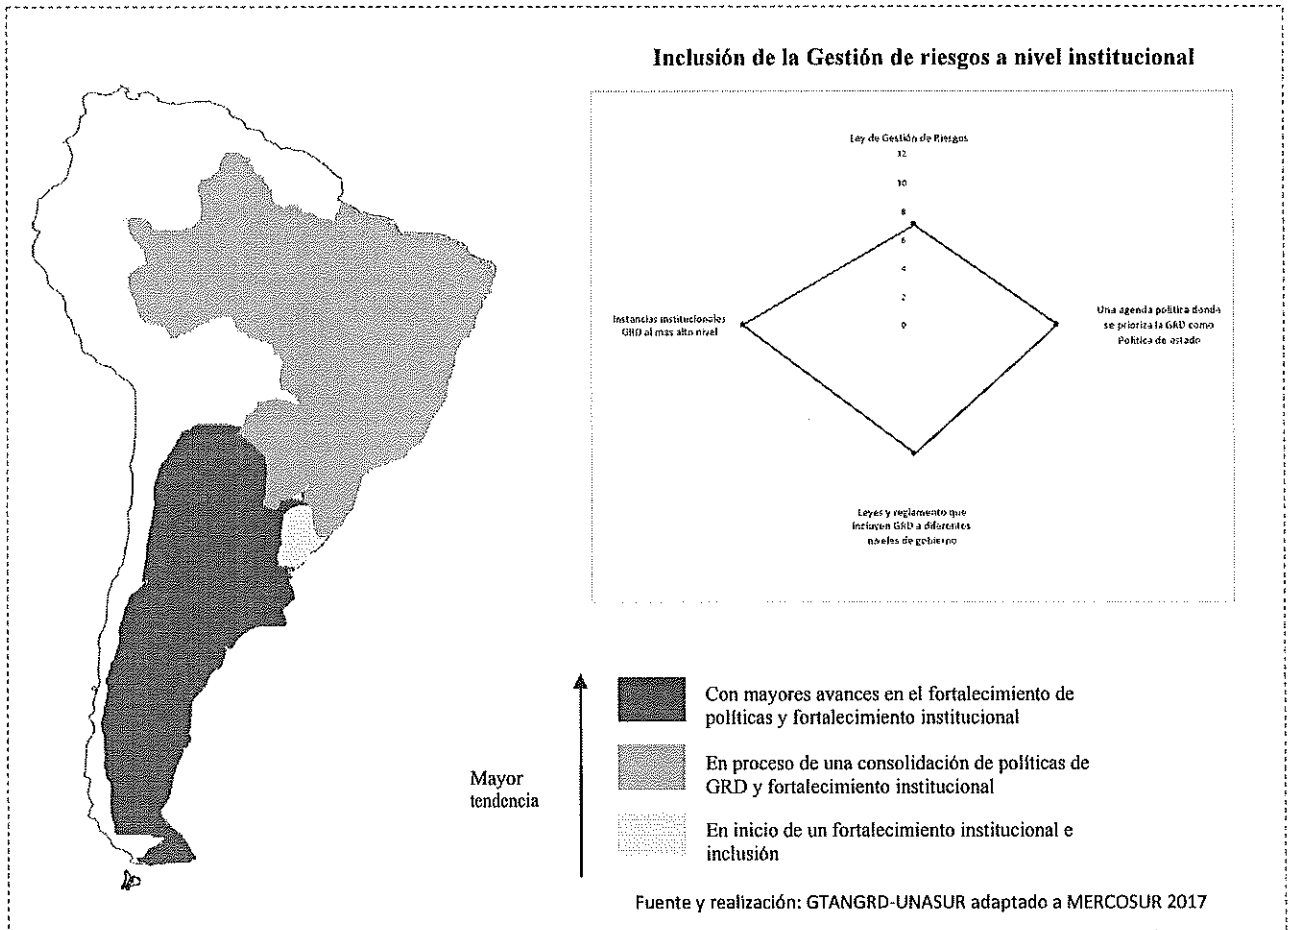 Inclusión de la Gestión de riesgos a nivel institucional
Ley de Gestión de Riesgos
12
10
8
6
4
2
0
Instancias institucionales
GRD al mas alto nivel
Una agenda politica donde
se prioriza la GRD como
Politica de estado
Leyes y reglamento que
incluyen GRD a diferentes
niveles de gobierno
Mayor
tendencia
Con mayores avances en el fortalecimiento de
políticas y fortalecimiento institucional
En proceso de una consolidación de políticas de
GRD y fortalecimiento institucional
En inicio de un fortalecimiento institucional e
inclusión
Fuente y realización: GTANGRD-UNASUR adaptado a MERCOSUR 2017